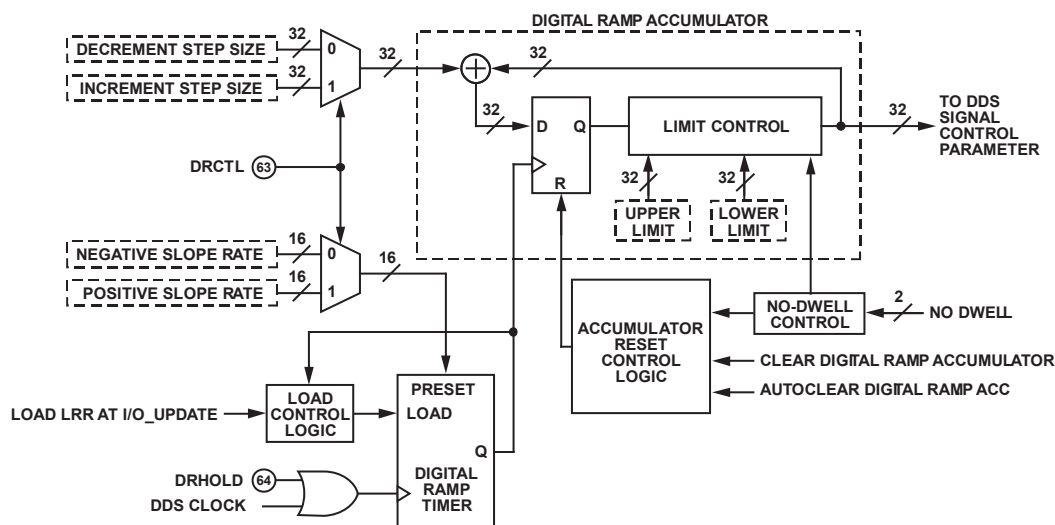 DIGITAL RAMP ACCUMULATOR
DECREMENT STEP SIZE
32
0
32
32
INCREMENT STEP SIZE
32
1
32
D
Q
LIMIT CONTROL
32
TO DDS
SIGNAL
CONTROL
PARAMETER
DRCTL
63
R
32
32
UPPER
LIMIT
LOWER
LIMIT
NEGATIVE SLOPE RATE
16
0
16
POSITIVE SLOPE RATE
16
1
ACCUMULATOR
RESET
CONTROL
LOGIC
NO-DWELL
CONTROL
2
NO DWELL
CLEAR DIGITAL RAMP ACCUMULATOR
AUTOCLEAR DIGITAL RAMP ACC
LOAD LRR AT I/O_UPDATE
LOAD
CONTROL
LOGIC
PRESET
LOAD
Q
DIGITAL
RAMP
TIMER
DRHOLD
64
DDS CLOCK